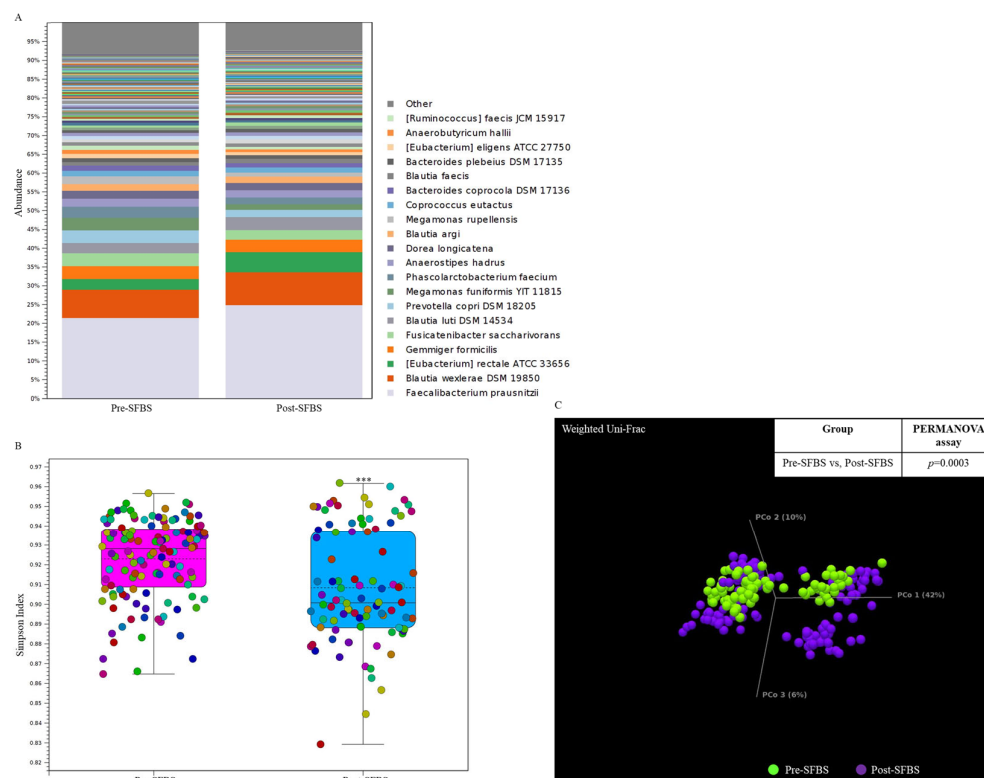 A
95%
90%
85%
80%
75%
70%
65%
60%
55%
50%
45%
40%
35%
30%
25%
20%
15%
10%
5%
0%
Abundance
Pre-SFBS
Post-SFBS
Other
[Ruminococcus] faecis JCM 15917
Anaerobutyricum hallii
[Eubacterium] eligens ATCC 27750
Bacteroides plebeius DSM 17135
Blautia faecis
Bacteroides coprocola DSM 17136
Coprococcus eutactus
Megamonas rupellensis
Blautia argi
Dorea longicatena
Anaerostipes hadrus
Phascolarctobacterium faecium
Megamonas funiformis YIT 11815
Prevotella copri DSM 18205
Blautia luti DSM 14534
Fusicatenibacter saccharivorans
Gemmiger formicilis
[Eubacterium] rectale ATCC 33656
Blautia wexlerae DSM 19850
Faecalibacterium prausnitzii
B
0.97
0.96
0.95
0.94
0.93
0.92
0.91
0.90
0.89
0.88
0.87
0.86
0.85
0.84
0.83
0.82
Simpson Index
***
C
Weighted Uni-Frac
Group
PERMANOVA
assay
Pre-SFBS vs, Post-SFBS
p=0.0003
PCo 2 (10%)
PCo 1 (42%)
PCo 3 (6%)
Pre-SFBS
Post-SFBS